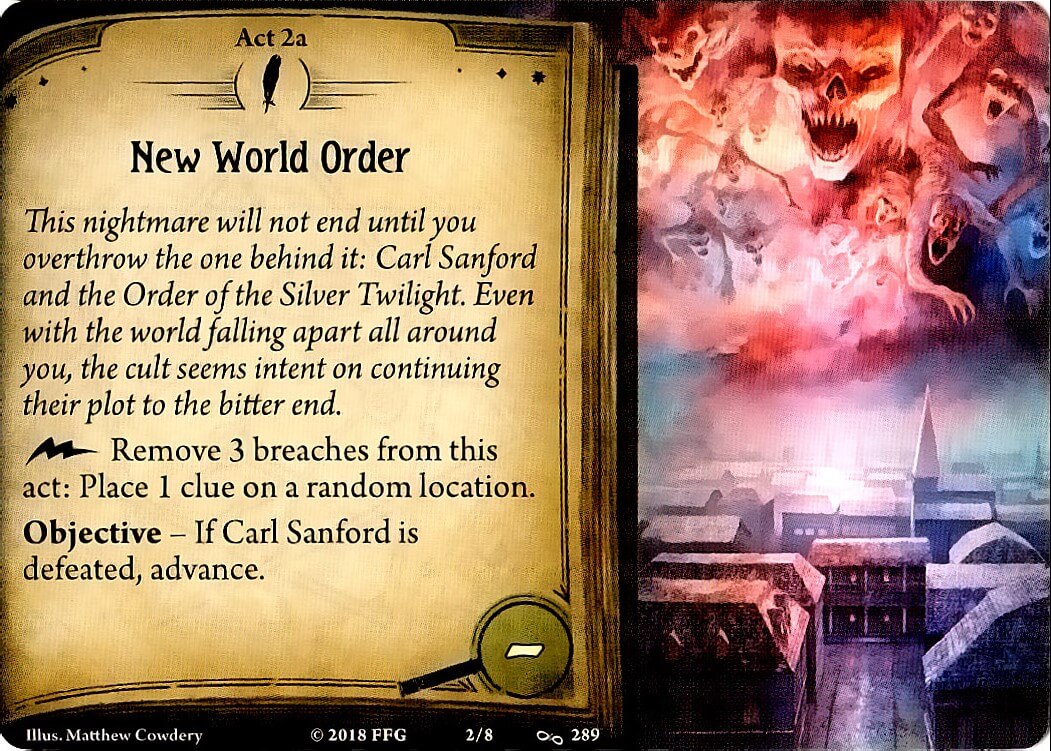 Act 2a
New World Order
This nightmare will not end until you
overthrow the one behind it: Carl Sanford
and the Order of the Silver Twilight. Even
with the world falling apart all around
you, the cult seems intent on continuing
their plot to the bitter end.
Remove 3 breaches from this
act: Place 1 clue on a random location.
Objective – If Carl Sanford is
defeated, advance.
–
Illus. Matthew Cowdery © 2018 FFG 2/8 289